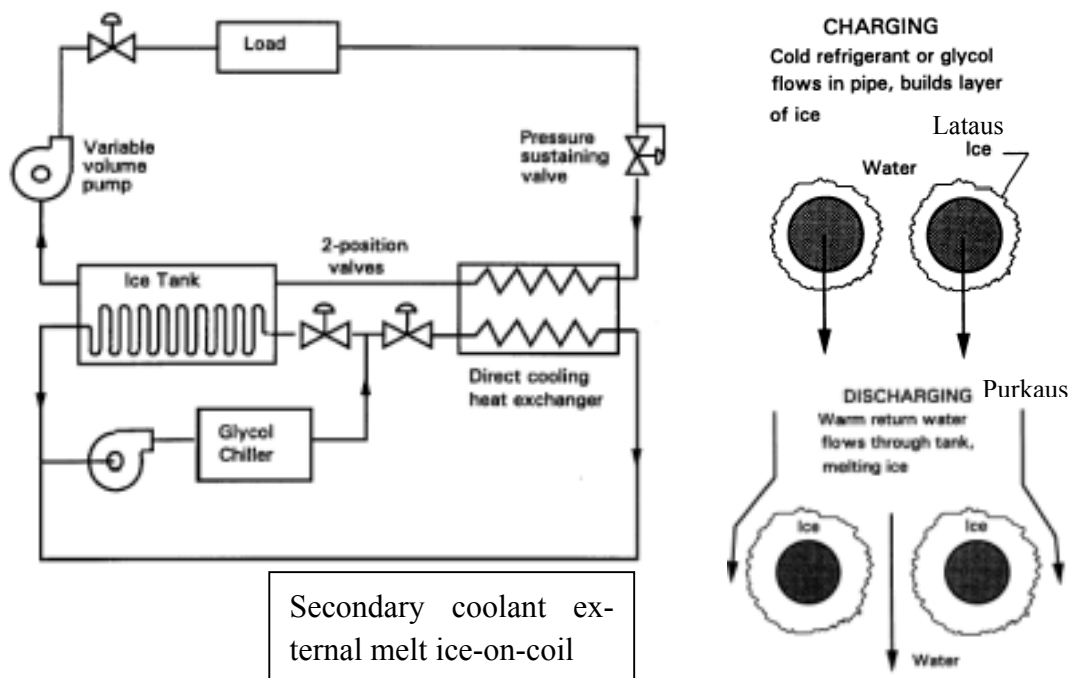 Load
Variable
volume
pump
Pressure
sustaining
valve
2-position
valves
Ice Tank
Direct cooling
heat exchanger
Glycol
Chiller
Secondary coolant ex-
ternal melt ice-on-coil
CHARGING
Cold refrigerant or glycol
flows in pipe, builds layer
of ice
Lataus
Ice
Water
DISCHARGING Purkaus
Warm return water
flows through tank,
melting ice
Ice Ice
Water